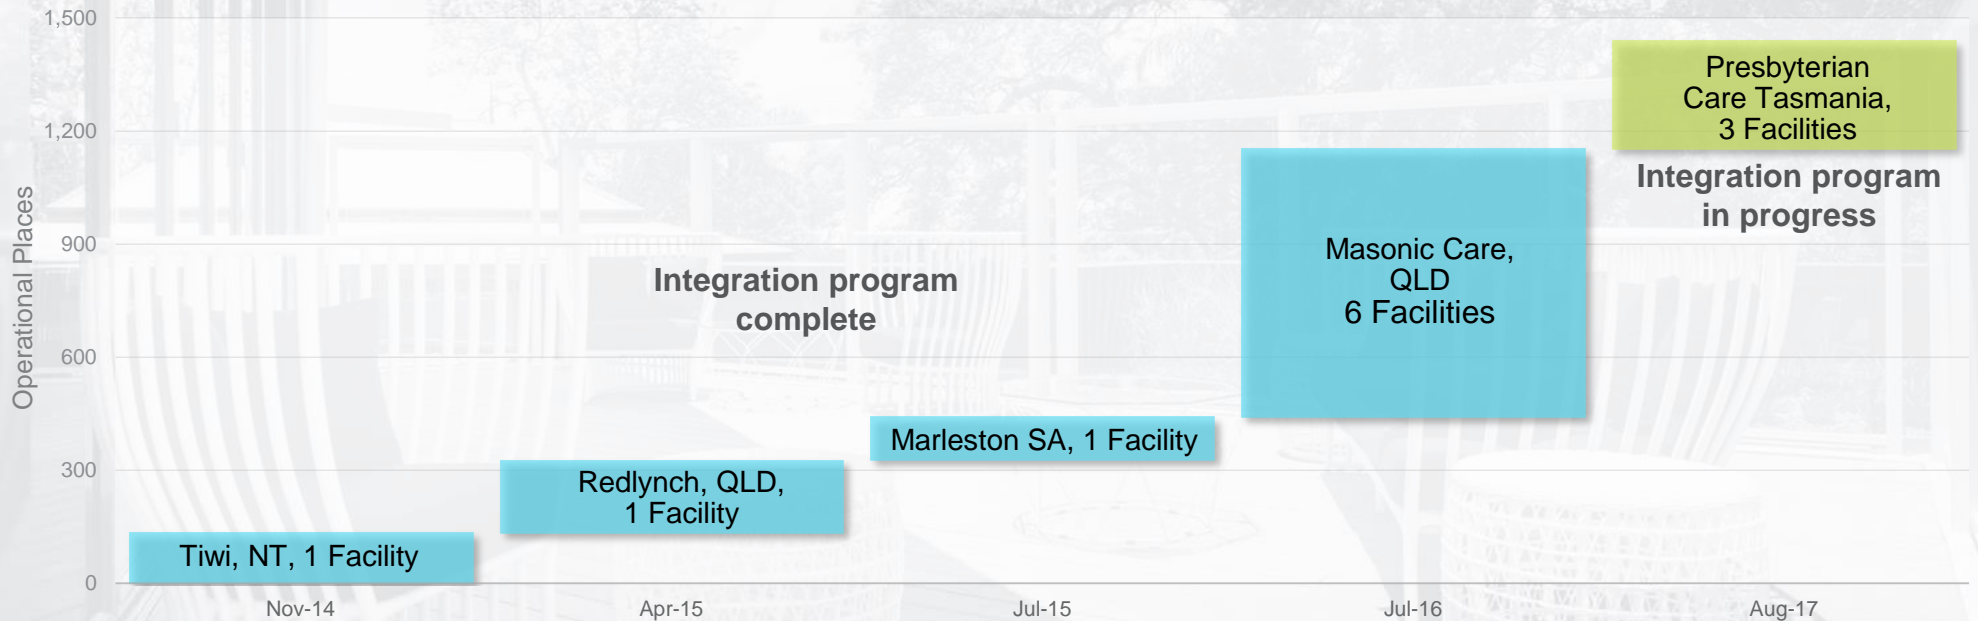 1,500
1,200
900
600
300
0
Operational Places
Tiwi, NT, 1 Facility
Redlynch, QLD,
1 Facility
Marleston SA, 1 Facility
Masonic Care,
QLD
6 Facilities
Presbyterian
Care Tasmania,
3 Facilities
Integration program
complete
Integration program
in progress
Nov-14
Apr-15
Jul-15
Jul-16
Aug-17